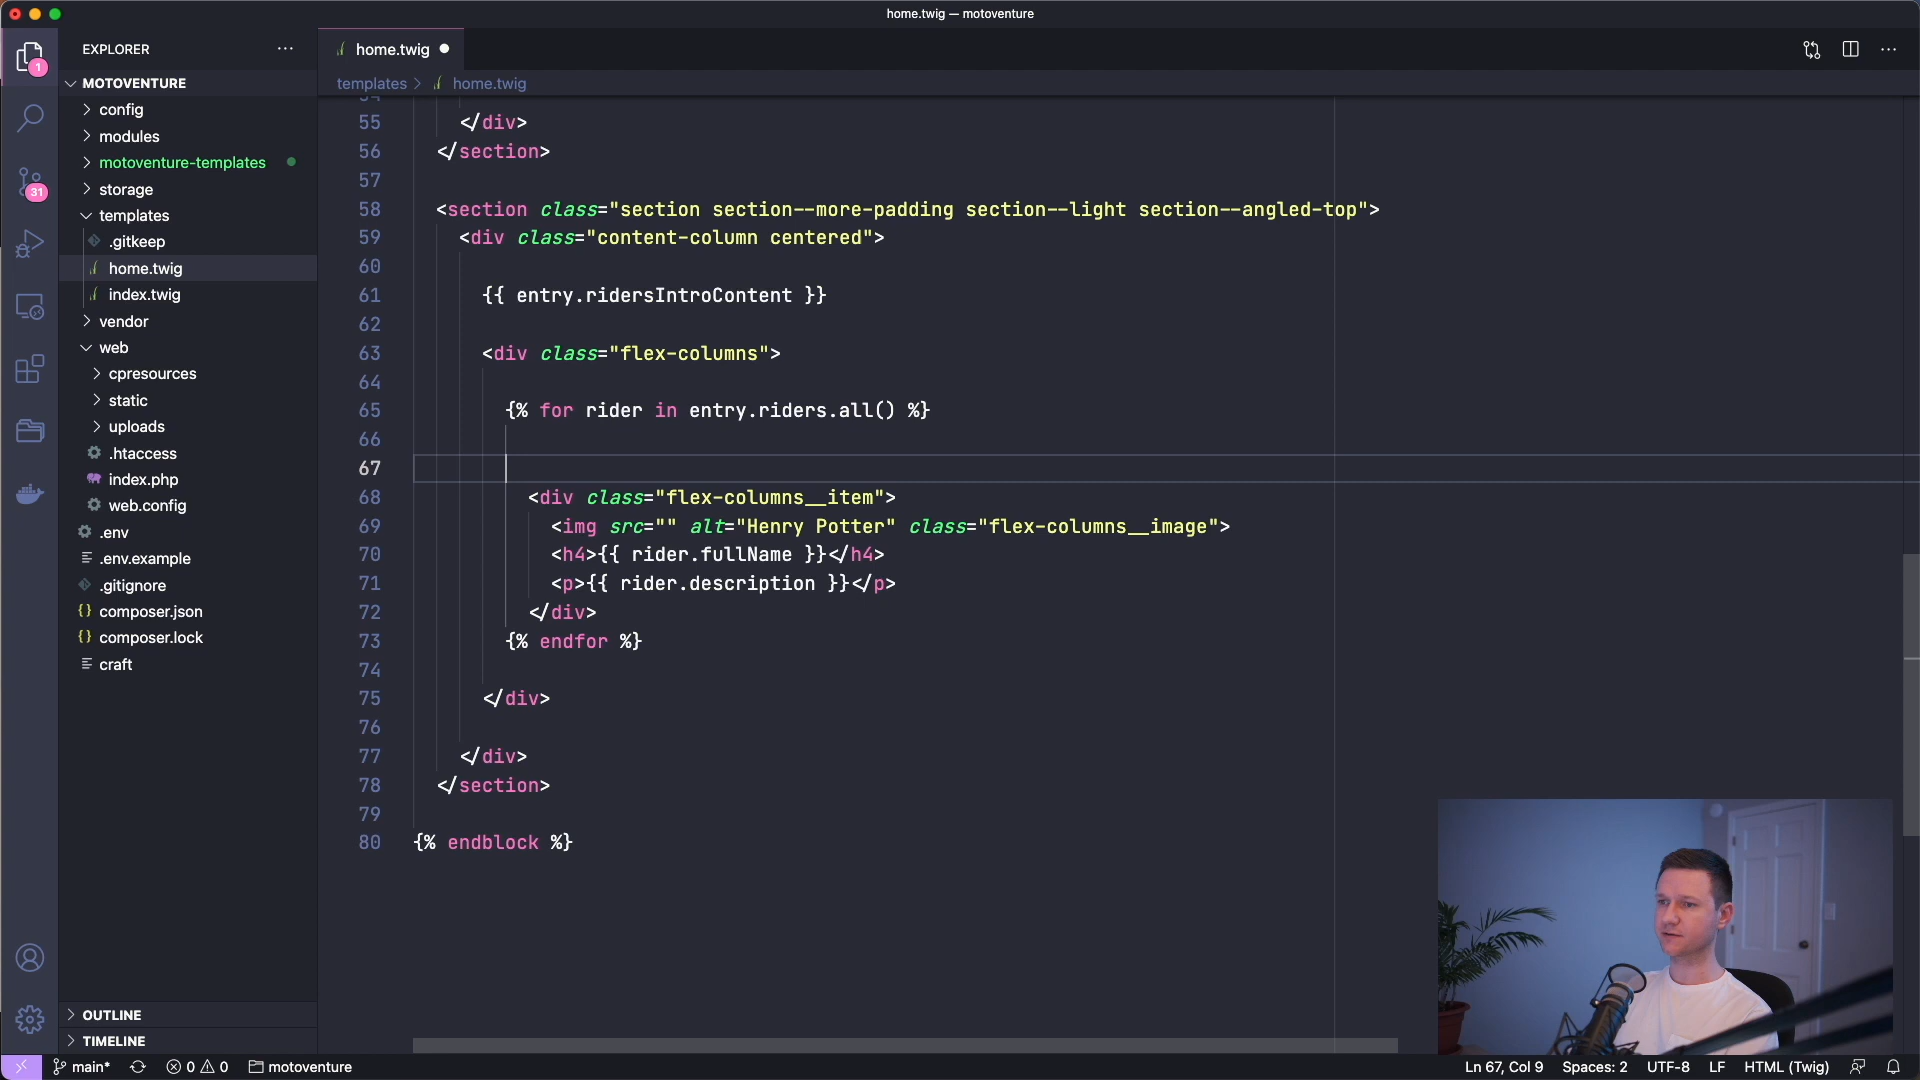 home.twig — motoventure
EXPLORER
home.twig
MOTOVENTURE
templates
home.twig
config
modules
motoventure-templates
storage
templates
.gitkeep
home.twig
index.twig
vendor
web
cpresources
static
uploads
.htaccess
index.php
web.config
.env
.env.example
.gitignore
composer.json
composer.lock
craft
OUTLINE
TIMELINE
1
31
54
55 </div>
56 </section>
57
58 <section class="section section--more-padding section--light section--angled-top">
59 <div class="content-column centered">
60
61 {{ entry.ridersIntroContent }}
62
63 <div class="flex-columns">
64
65 {% for rider in entry.riders.all() %}
66
67
68 <div class="flex-columns__item">
69 <img src="" alt="Henry Potter" class="flex-columns__image">
70 <h4>{{ rider.fullName }}</h4>
71 <p>{{ rider.description }}</p>
72 </div>
73 {% endfor %}
74
75 </div>
76
77 </div>
78 </section>
79
80 {% endblock %}
main* 0 0 motoventure Ln 67, Col 9 Spaces: 2 UTF-8 LF HTML (Twig)